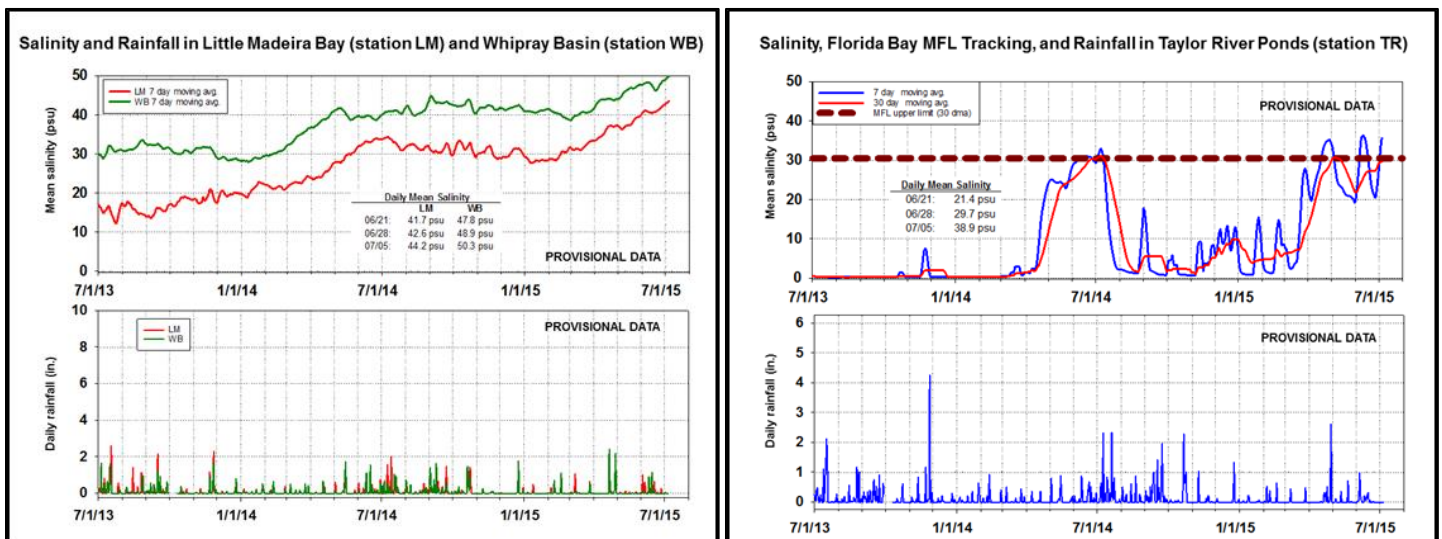 Salinity and Rainfall in Little Madeira Bay (station LM) and Whipray Basin (station WB)
50
40
30
20
10
0
Mean salinity (psu)
LM 7 day moving avg.
WB 7 day moving avg.
Daily Mean Salinity
LM WB
06/21: 41.7 psu 47.8 psu
06/28: 42.6 psu 48.9 psu
07/05: 44.2 psu 50.3 psu
PROVISIONAL DATA
7/1/13 1/1/14 7/1/14 1/1/15 7/1/15
10
8
6
4
2
0
Daily rainfall (in.)
LM
WB
PROVISIONAL DATA
7/1/13 1/1/14 7/1/14 1/1/15 7/1/15
Salinity, Florida Bay MFL Tracking, and Rainfall in Taylor River Ponds (station TR)
50
40
30
20
10
0
Mean salinity (psu)
7 day moving avg.
30 day moving avg.
MFL upper limit (30 dma)
PROVISIONAL DATA
Daily Mean Salinity
06/21: 21.4 psu
06/28: 29.7 psu
07/05: 38.9 psu
7/1/13 1/1/14 7/1/14 1/1/15 7/1/15
6
5
4
3
2
1
0
Daily rainfall (in.)
PROVISIONAL DATA
7/1/13 1/1/14 7/1/14 1/1/15 7/1/15